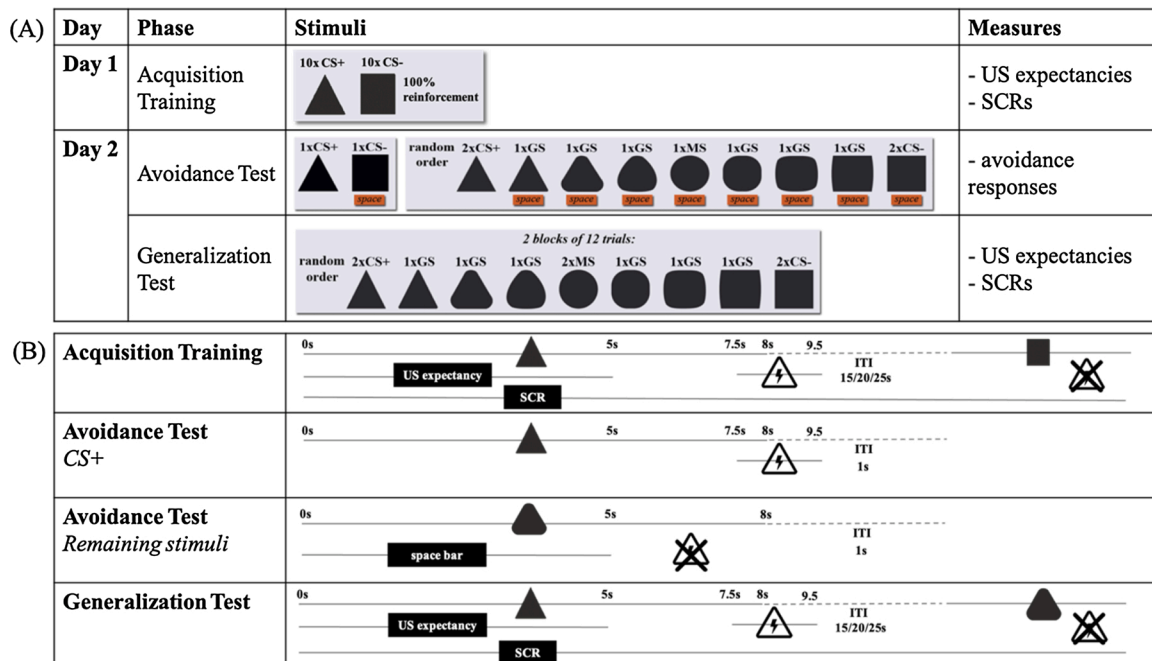 (A)
Day Phase Stimuli Measures
Day 1
Acquisition
Training
10x CS+ 10x CS-
100%
reinforcement
- US expectancies
- SCRs
Day 2
Avoidance Test
1xCS+ 1xCS-
space
random
order
2xCS+ 1xGS 1xGS 1xGS 1xMS 1xGS 1xGS 1xGS 2xCS-
space space space space space space space space
- avoidance
responses
Generalization
Test
2 blocks of 12 trials:
random
order
2xCS+ 1xGS 1xGS 1xGS 2xMS 1xGS 1xGS 1xGS 2xCS-
- US expectancies
- SCRs
(B)
Acquisition Training
0s 5s 7.5s 8s 9.5
US expectancy
SCR
ITI
15/20/25s
Avoidance Test
CS+
0s 5s 7.5s 8s 9.5
ITI
1s
Avoidance Test
Remaining stimuli
0s 5s 8s
space bar
ITI
1s
Generalization Test
0s 5s 7.5s 8s 9.5
US expectancy
SCR
ITI
15/20/25s